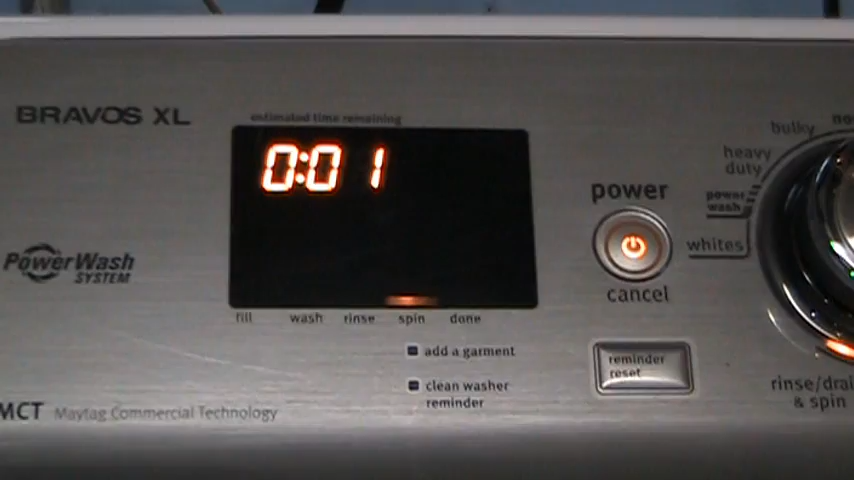 BRAVOS XL
estimated time remaining
0:01
PowerWash
SYSTEM
fill wash rinse spin done
add a garment
clean washer
reminder
MCT Maytag Commercial Technology
power
cancel
reminder
reset
bulky
heavy
duty
power
wash
whites
rinse/drai
& spin